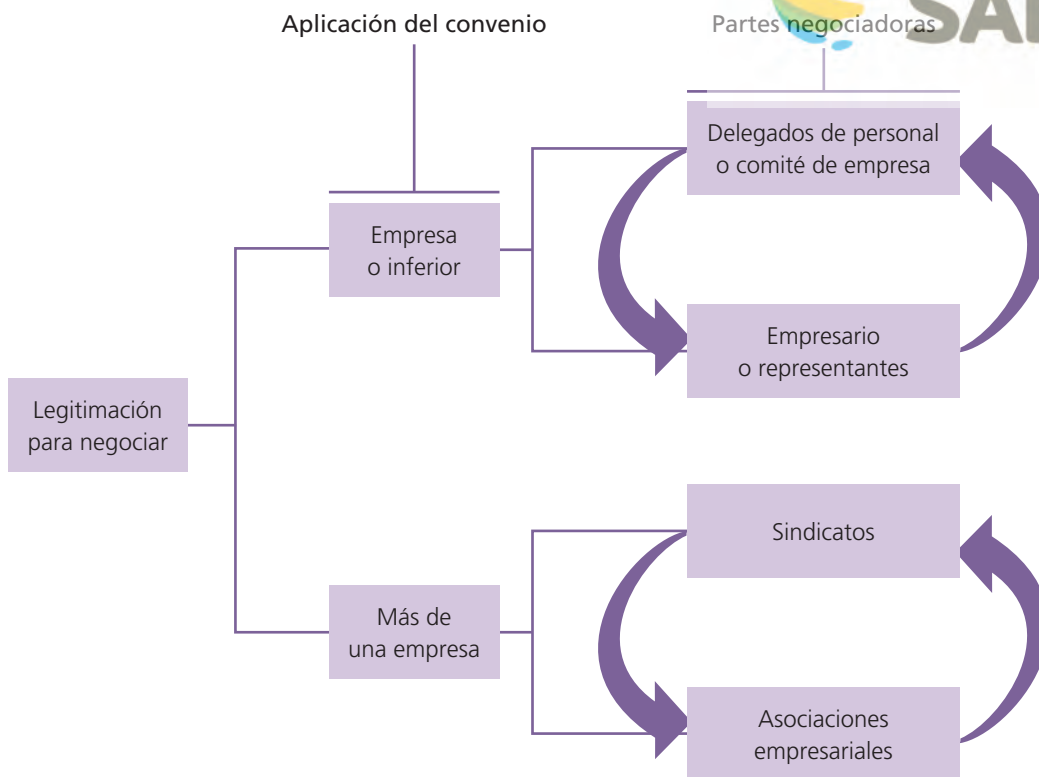 Aplicación del convenio
Partes negociadoras
Delegados de personal
o comité de empresa
Empresa
o inferior
Empresario
o representantes
Legitimación
para negociar
Sindicatos
Más de
una empresa
Asociaciones
empresariales